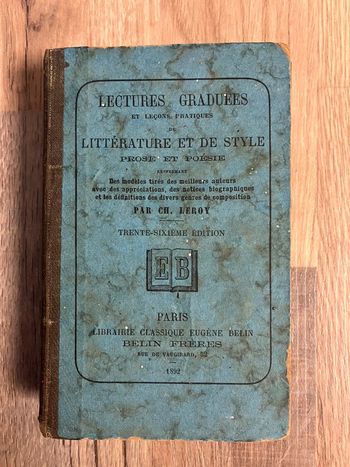 LECTURES GRADUÉES
ET LEÇONS PRATIQUES
DE
LITTÉRATURE ET DE STYLE
PROSE ET POÉSIE
RENFERMANT
Des modèles tirés des meilleurs auteurs
avec des appréciations, des notices biographiques
et les définitions des divers genres de composition
PAR CH. LEROY
TRENTE-SIXIÈME ÉDITION
EB
PARIS
LIBRAIRIE CLASSIQUE EUGÈNE BELIN
BELIN FRÈRES
RUE DE VAUGIRARD, 52
1892